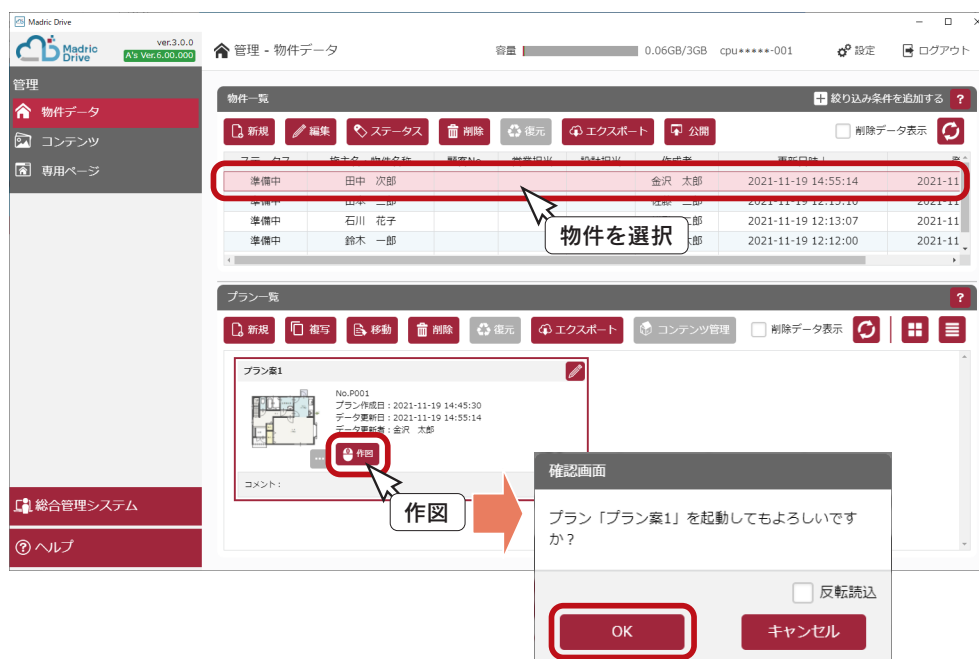 Madric Drive
Madric Drive
ver.3.0.0
A's Ver.6.00.000
管理 - 物件データ
容量
0.06GB/3GB
cpu*****-001
設定
ログアウト
管理
物件データ
コンテンツ
専用ページ
総合管理システム
ヘルプ
物件一覧
絞り込み条件を追加する ?
新規 編集 ステータス 削除 復元 エクスポート 公開 削除データ表示
準備中 田中 次郎 金沢 太郎 2021-11-19 14:55:14 2021-11
準備中 2021-11-19 12:13:10 2021-11
準備中 石川 花子 2021-11-19 12:13:07 2021-11
準備中 鈴木 一郎 2021-11-19 12:12:00 2021-11
物件を選択
プラン一覧 ?
新規 複写 移動 削除 復元 エクスポート コンテンツ管理 削除データ表示
プラン案1
No.P001
プラン作成日:2021-11-19 14:45:30
データ更新日:2021-11-19 14:55:14
データ更新者:金沢 太郎
作図
コメント:
作図
確認画面
プラン「プラン案1」を起動してもよろしいです
か?
反転読込
OK キャンセル